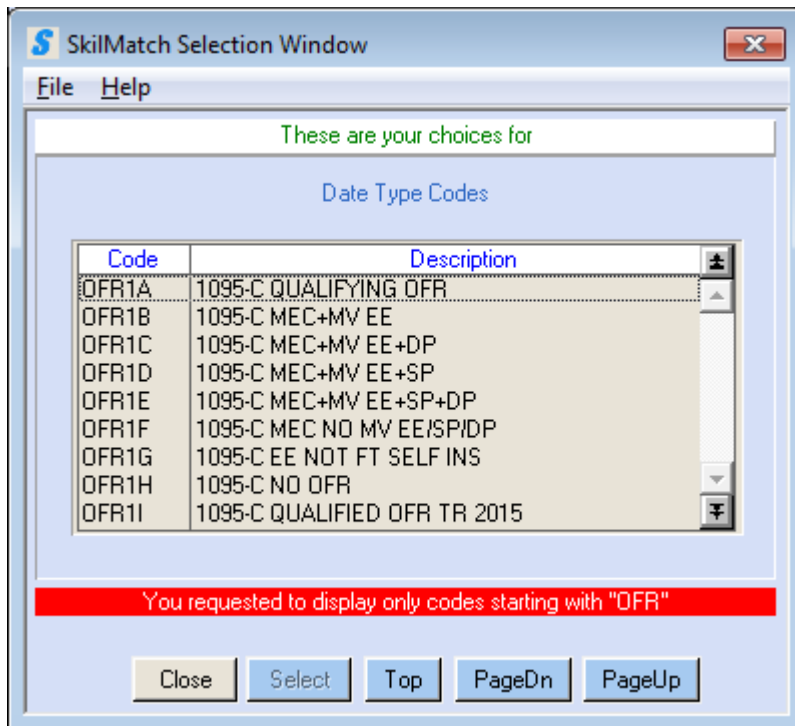 SkilMatch Selection Window
File Help
These are your choices for
Date Type Codes
Code Description
OFR1A 1095-C QUALIFYING OFR
OFR1B 1095-C MEC+MV EE
OFR1C 1095-C MEC+MV EE+DP
OFR1D 1095-C MEC+MV EE+SP
OFR1E 1095-C MEC+MV EE+SP+DP
OFR1F 1095-C MEC NO MV EE/SP/DP
OFR1G 1095-C EE NOT FT SELF INS
OFR1H 1095-C NO OFR
OFR1I 1095-C QUALIFIED OFR TR 2015
You requested to display only codes starting with "OFR"
Close Select Top PageDn PageUp